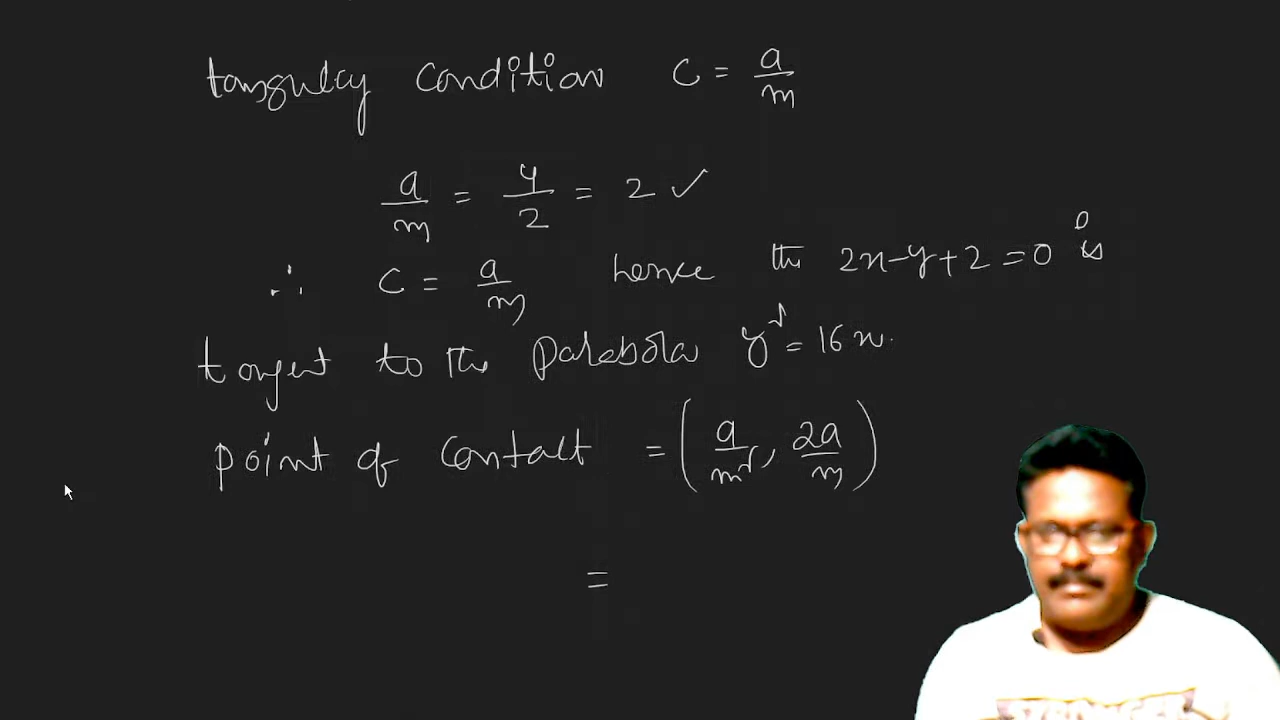 tangency condition c = a/m
a/m = 4/2 = 2 ✓
∴ c = a/m hence the 2x-y+2=0 is
tangent to the parabola y² = 16x.
point of contact = (a/m², 2a/m)
=
STRONGER